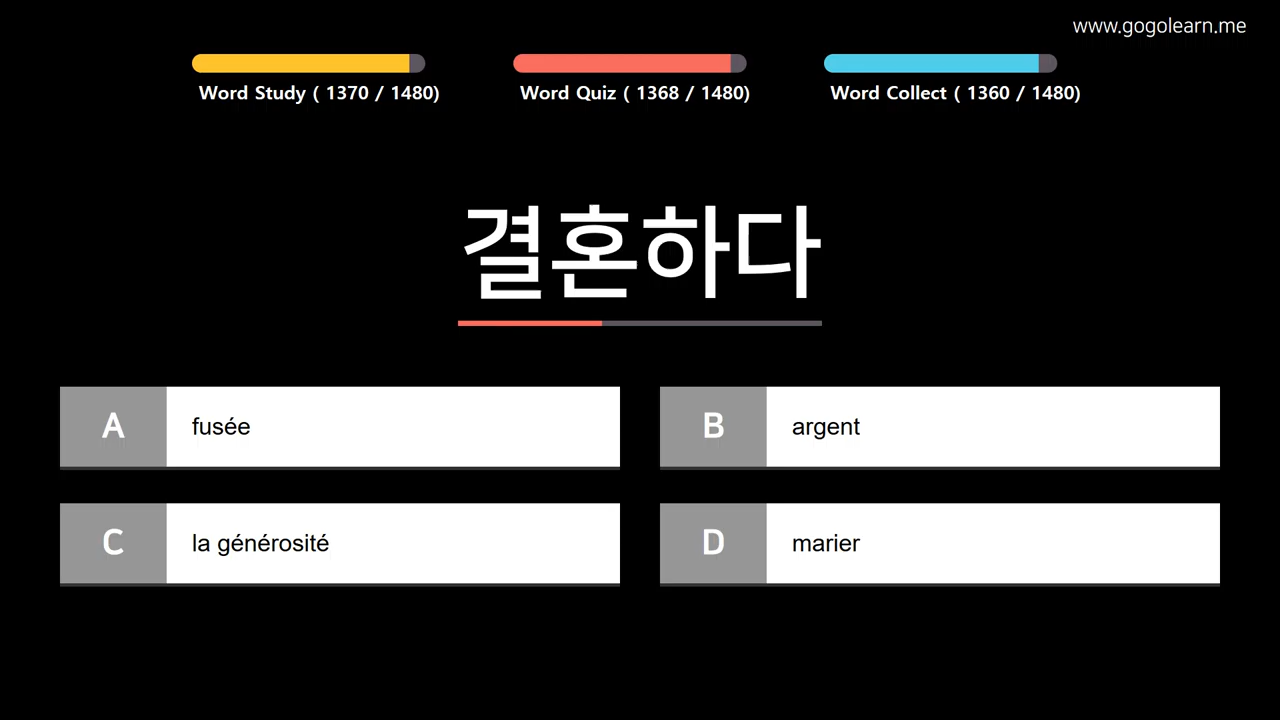 www.gogolearn.me
Word Study ( 1370 / 1480)
Word Quiz ( 1368 / 1480)
Word Collect ( 1360 / 1480)
결혼하다
A fusée
B argent
C la générosité
D marier